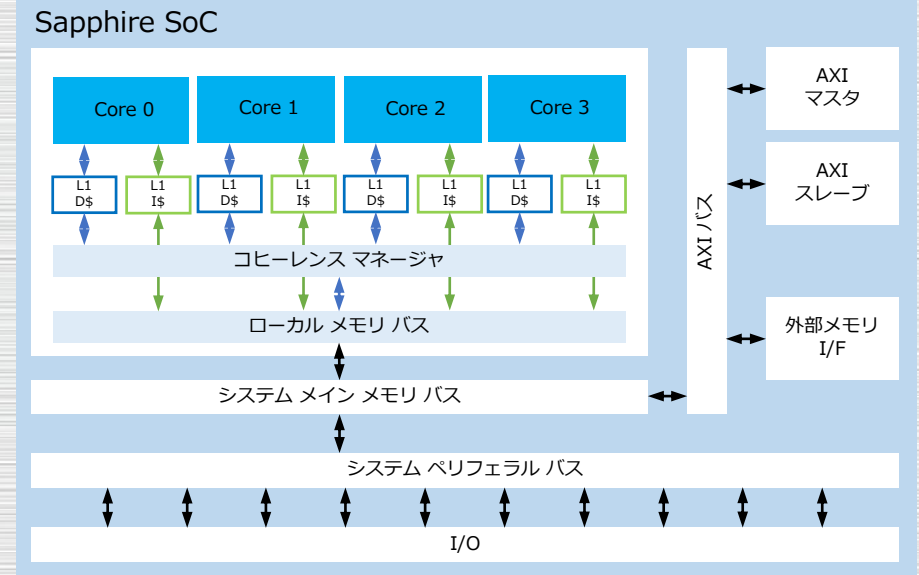 Sapphire SoC
Core 0
Core 1
Core 2
Core 3
L1
D$
L1
I$
L1
D$
L1
I$
L1
D$
L1
I$
L1
D$
L1
I$
コヒーレンス マネージャ
ローカル メモリ バス
システム メイン メモリ バス
システム ペリフェラル バス
I/O
AXI バス
AXI
マスタ
AXI
スレーブ
外部メモリ
I/F